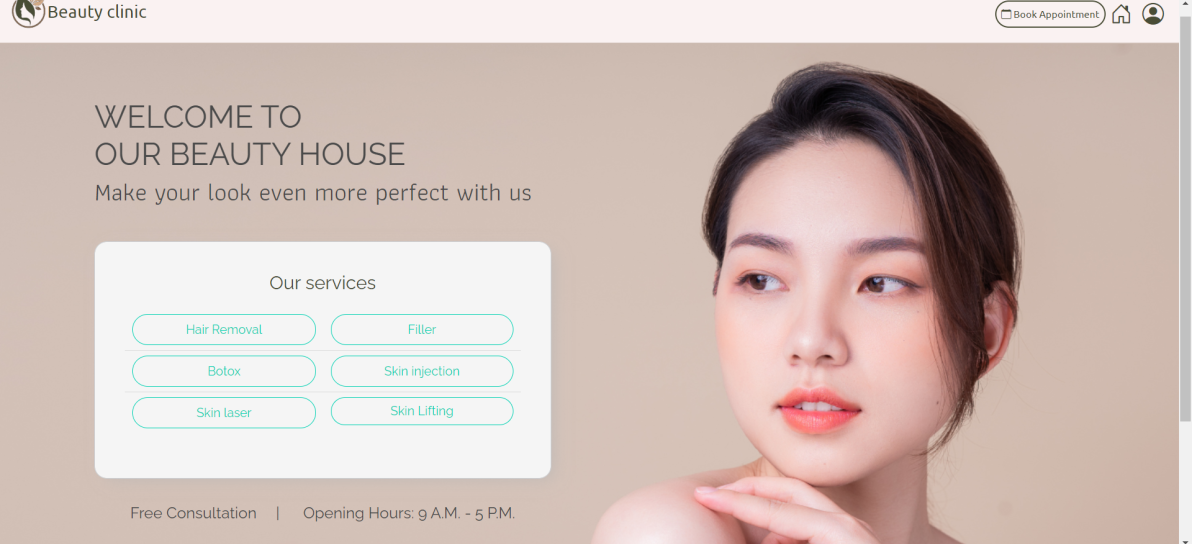 Beauty clinic
Book Appointment
WELCOME TO
OUR BEAUTY HOUSE
Make your look even more perfect with us
Our services
Hair Removal
Filler
Botox
Skin injection
Skin laser
Skin Lifting
Free Consultation | Opening Hours: 9 A.M. - 5 P.M.